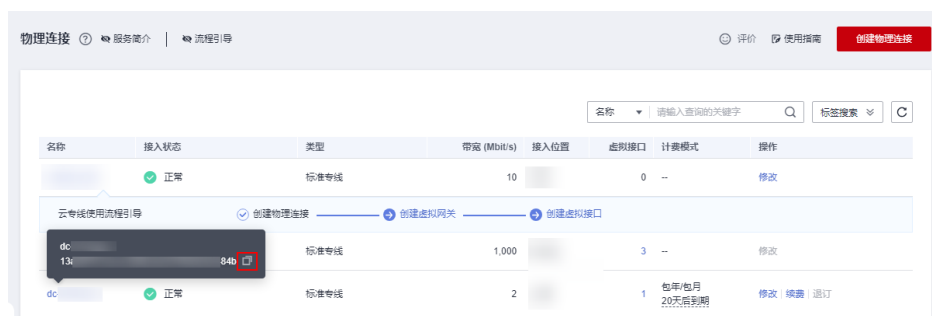 物理连接 服务简介 | 流程引导 评价 使用指南 创建物理连接
名称 请输入查询的关键字 标签搜索
名称 接入状态 类型 带宽 (Mbit/s) 接入位置 虚拟接口 计费模式 操作
正常 标准专线 10 0 -- 修改
云专线使用流程引导 创建物理连接 创建虚拟网关 创建虚拟接口
dc
13a 84b
标准专线 1,000 3 -- 修改
dc 正常 标准专线 2 1 包年/包月 20天后到期 修改 | 续费 | 退订